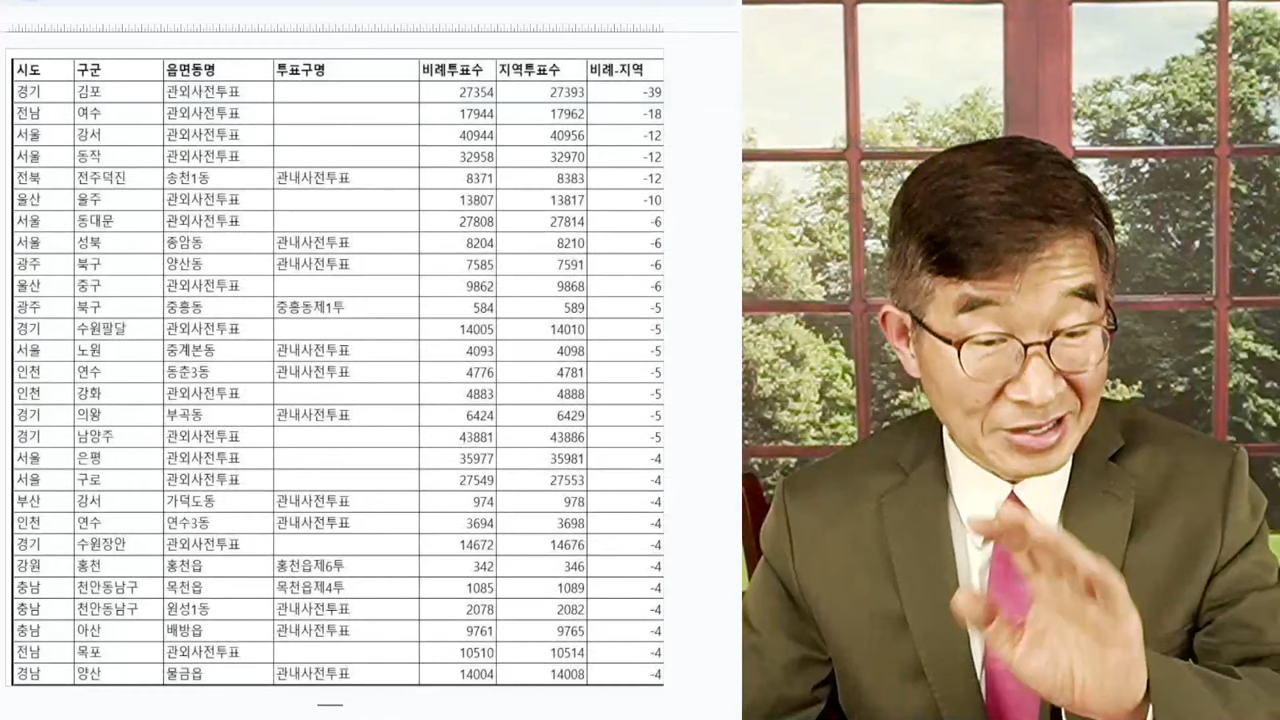 시도 구군 읍면동명 투표구명 비례투표수 지역투표수 비례-지역
경기 김포 관외사전투표 27354 27393 -39
전남 여수 관외사전투표 17944 17962 -18
서울 강서 관외사전투표 40944 40956 -12
서울 동작 관외사전투표 32958 32970 -12
전북 전주덕진 송천1동 관내사전투표 8371 8383 -12
울산 울주 관외사전투표 13807 13817 -10
서울 동대문 관외사전투표 27808 27814 -6
서울 성북 종암동 관내사전투표 8204 8210 -6
광주 북구 양산동 관내사전투표 7585 7591 -6
울산 중구 관외사전투표 9862 9868 -6
광주 북구 중흥동 중흥동제1투 584 589 -5
경기 수원팔달 관외사전투표 14005 14010 -5
서울 노원 중계본동 관내사전투표 4093 4098 -5
인천 연수 동춘3동 관내사전투표 4776 4781 -5
인천 강화 관외사전투표 4883 4888 -5
경기 의왕 부곡동 관내사전투표 6424 6429 -5
경기 남양주 관외사전투표 43881 43886 -5
서울 은평 관외사전투표 35977 35981 -4
서울 구로 관외사전투표 27549 27553 -4
부산 강서 가덕도동 관내사전투표 974 978 -4
인천 연수 연수3동 관내사전투표 3694 3698 -4
경기 수원장안 관외사전투표 14672 14676 -4
강원 홍천 홍천읍 홍천읍제6투 342 346 -4
충남 천안동남구 목천읍 목천읍제4투 1085 1089 -4
충남 천안동남구 원성1동 관내사전투표 2078 2082 -4
충남 아산 배방읍 관내사전투표 9761 9765 -4
전남 목포 관외사전투표 10510 10514 -4
경남 양산 물금읍 관내사전투표 14004 14008 -4